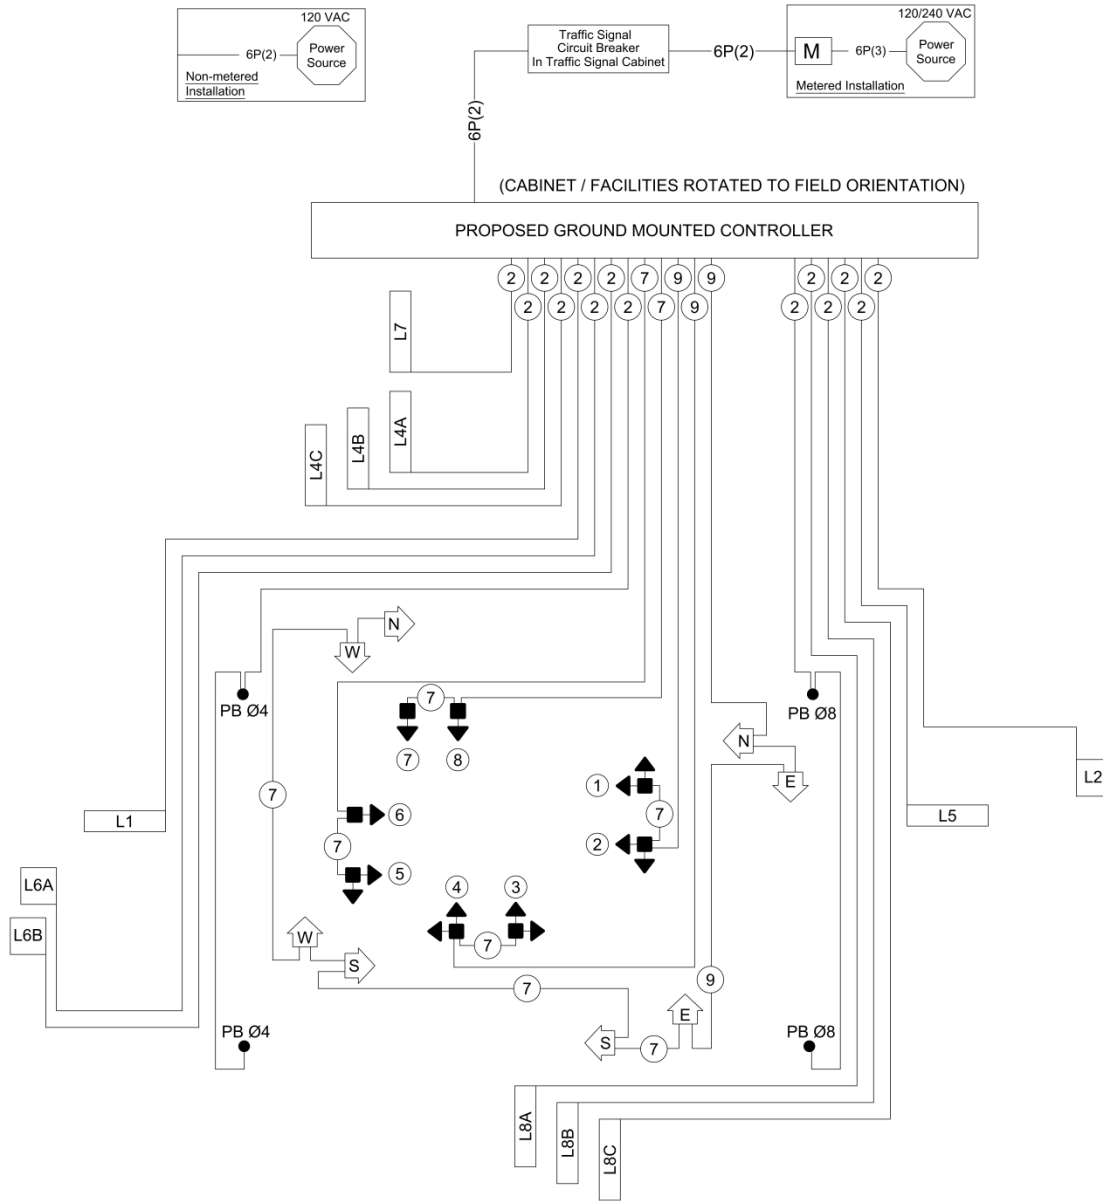 120 VAC
6P(2)
Power
Source
Non-metered
Installation
Traffic Signal
Circuit Breaker
In Traffic Signal Cabinet
6P(2)
120/240 VAC
M
6P(3)
Power
Source
Metered Installation
6P(2)
(CABINET / FACILITIES ROTATED TO FIELD ORIENTATION)
PROPOSED GROUND MOUNTED CONTROLLER
2 2 2 2 7 9 9 2 2 2
2 2 2 2 7 9 2 2 2
L7
L4A
L4B
L4C
N
W
PB Ø4
7
7
8
PB Ø8
N
E
L2
1
7
2
7
L1
6
7
5
L5
L6A
L6B
4
3
7
W
S
7
9
E
S
7
PB Ø4
PB Ø8
L8A
L8B
L8C